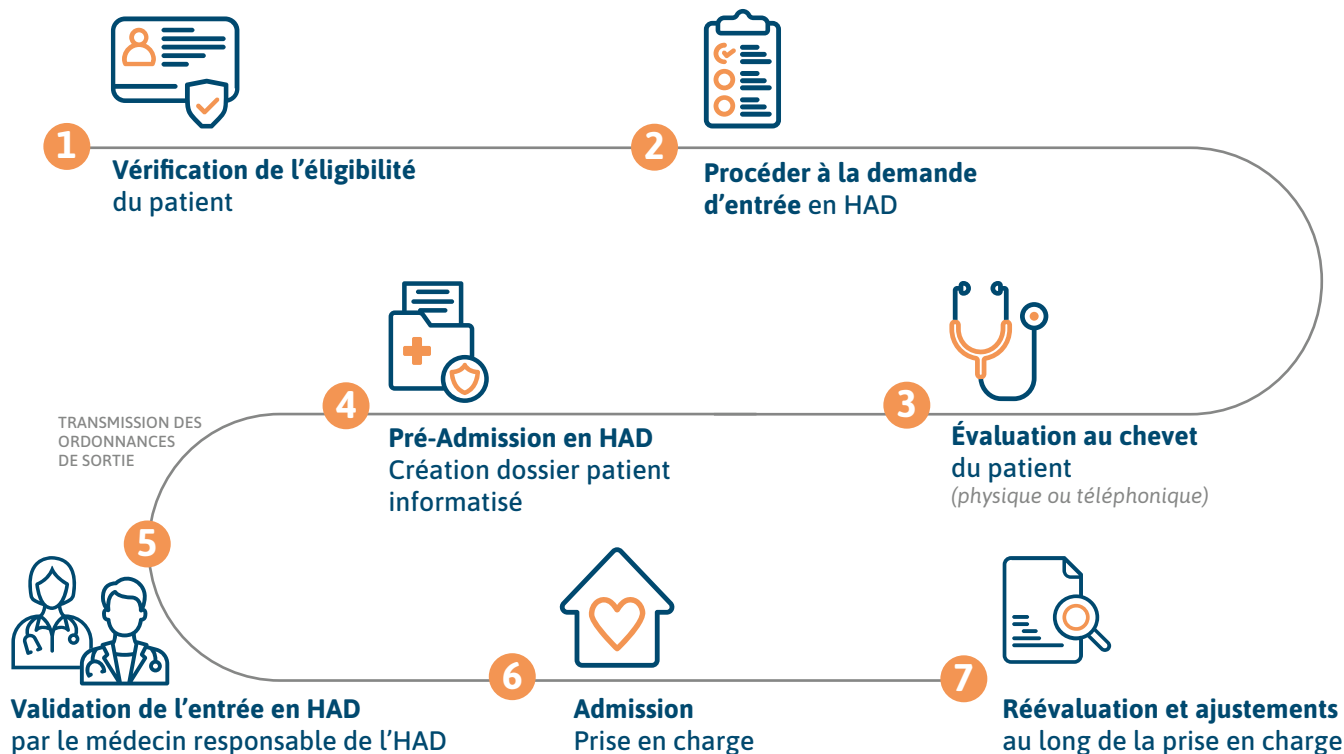 1
Vérification de l’éligibilité
du patient
2
Procéder à la demande
d’entrée en HAD
3
Évaluation au chevet
du patient
(physique ou téléphonique)
4
Pré-Admission en HAD
Création dossier patient
informatisé
TRANSMISSION DES
ORDONNANCES
DE SORTIE
5
Validation de l’entrée en HAD
par le médecin responsable de l’HAD
6
Admission
Prise en charge
7
Réévaluation et ajustements
au long de la prise en charge